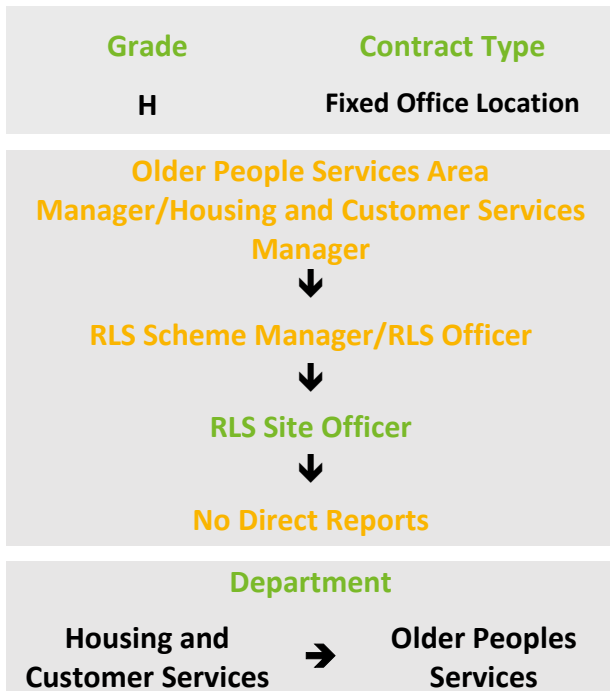 Grade Contract Type
H Fixed Office Location
Older People Services Area
Manager/Housing and Customer Services
Manager
🡫
RLS Scheme Manager/RLS Officer
🡫
RLS Site Officer
🡫
No Direct Reports
Department
Housing and 🡪 Older Peoples
Customer Services Services